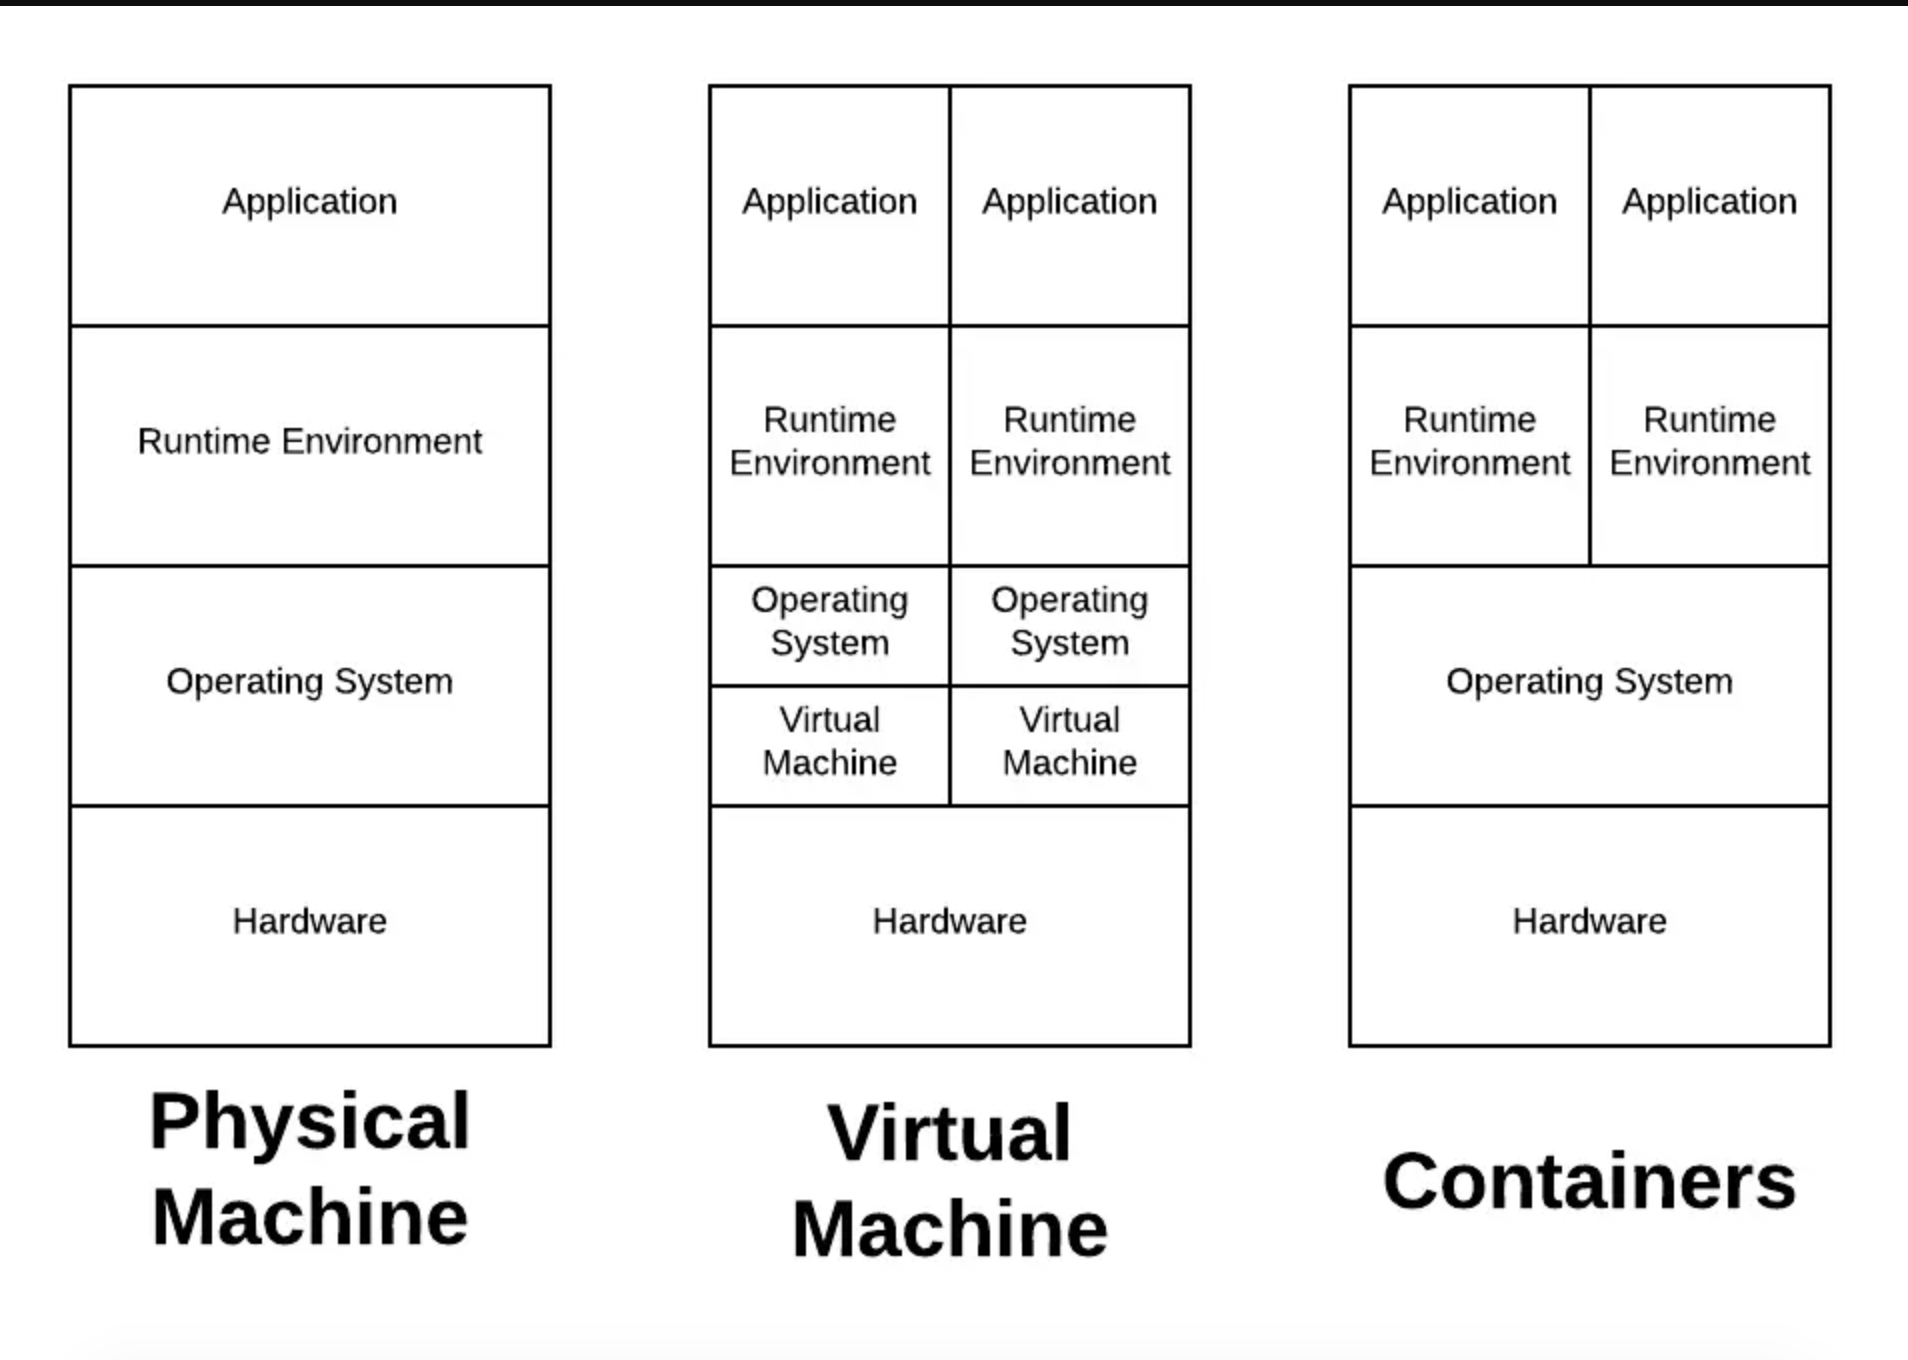 Application
Runtime Environment
Operating System
Hardware
Physical
Machine
Application
Application
Runtime
Environment
Runtime
Environment
Operating
System
Operating
System
Virtual
Machine
Virtual
Machine
Hardware
Virtual
Machine
Application
Application
Runtime
Environment
Runtime
Environment
Operating System
Hardware
Containers